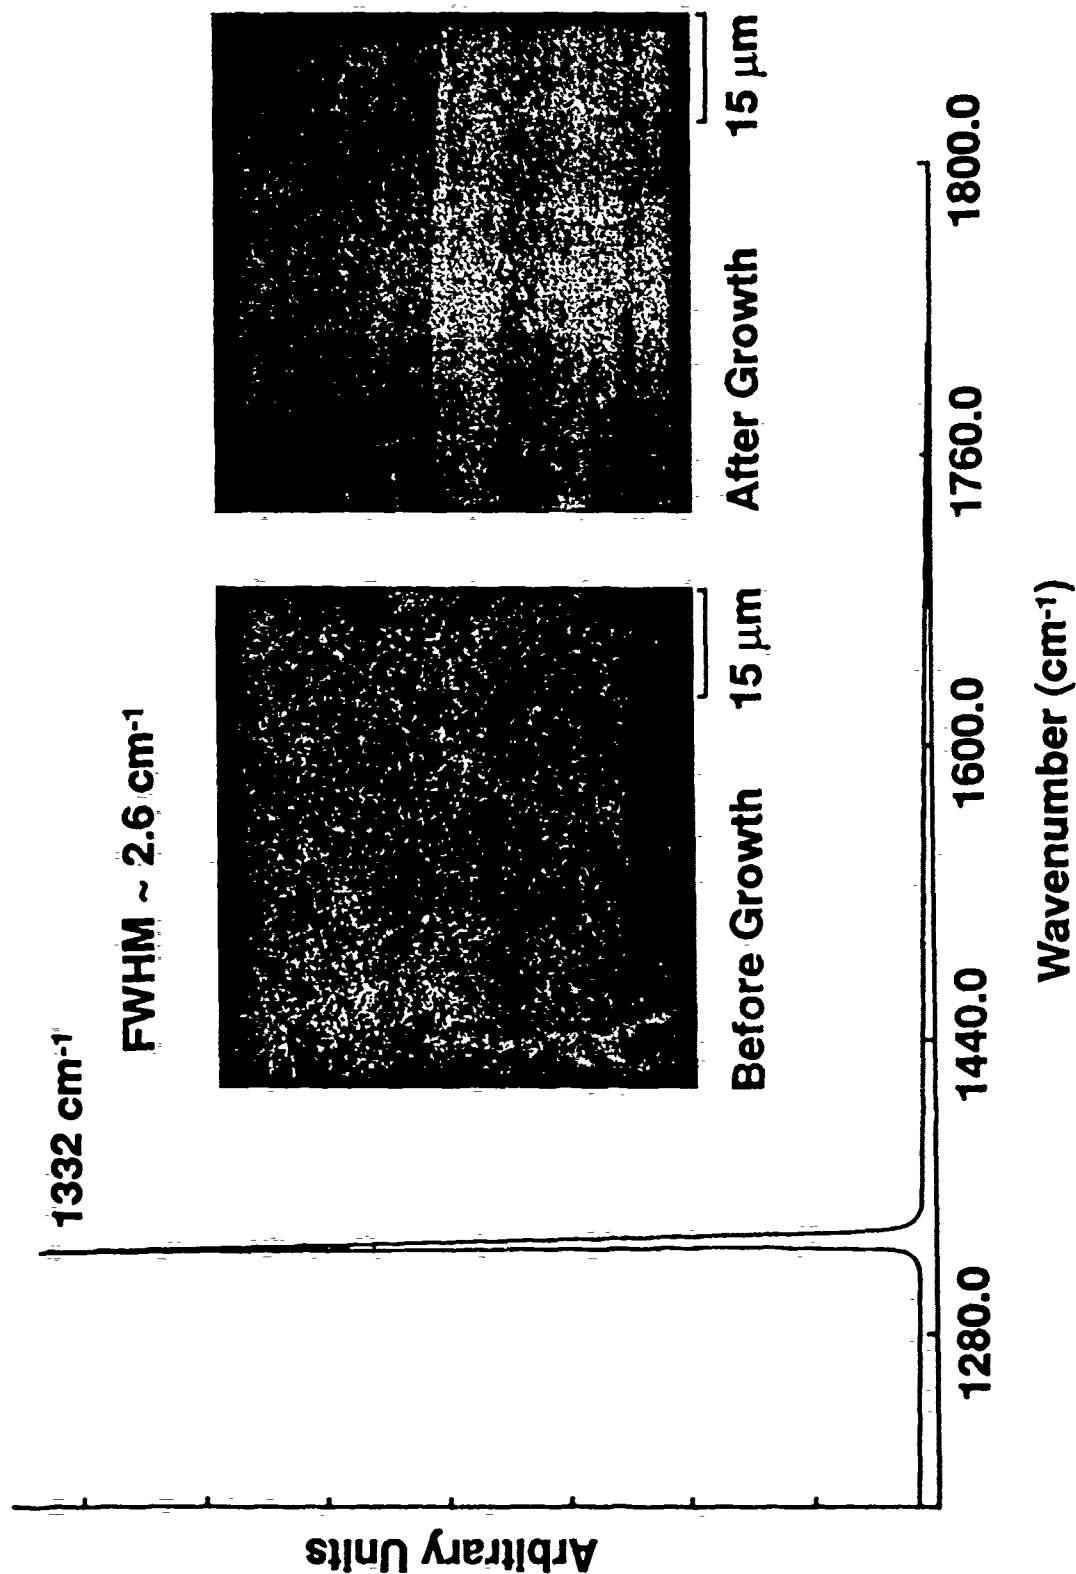 1332 cm-1
FWHM ~ 2.6 cm-1
Before Growth
15 μm
After Growth
15 μm
Arbitrary Units
1280.0
1440.0
1600.0
1760.0
1800.0
Wavenumber (cm-1)